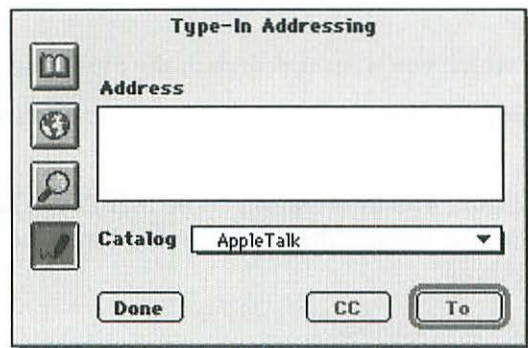 Type-In Addressing
Address
Catalog AppleTalk
Done CC To